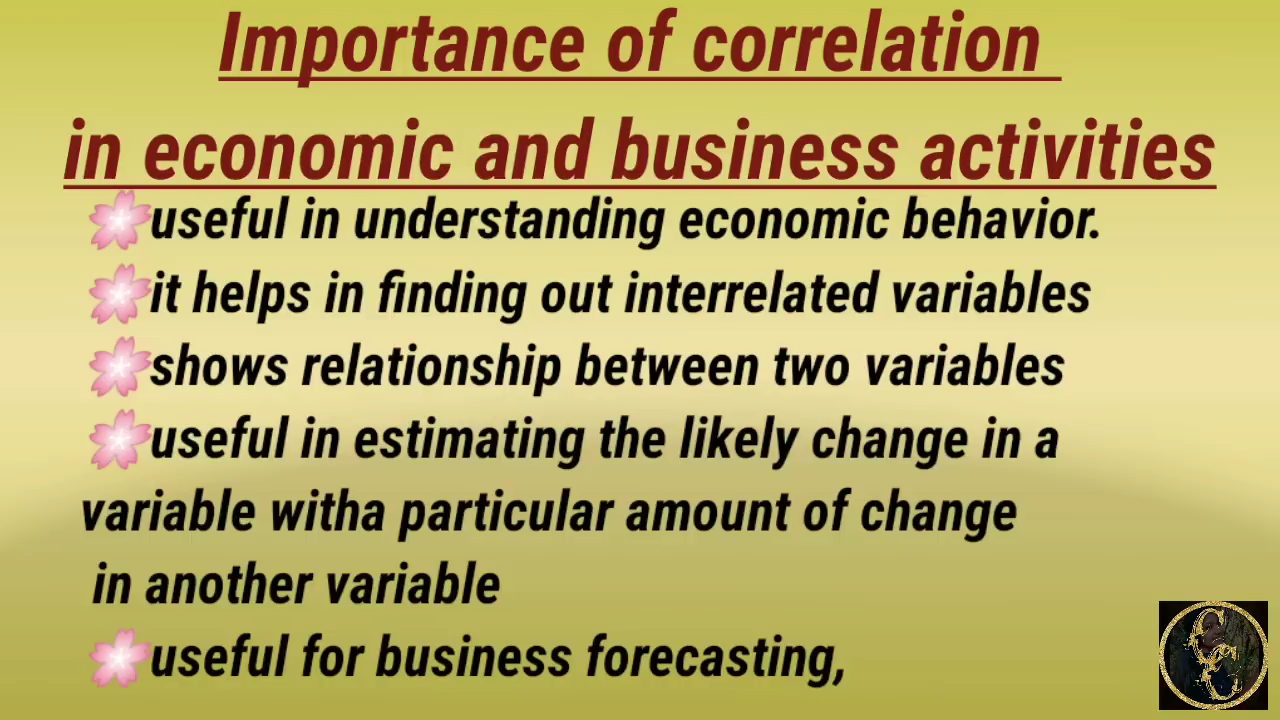 Importance of correlation
in economic and business activities
🌸useful in understanding economic behavior.
🌸it helps in finding out interrelated variables
🌸shows relationship between two variables
🌸useful in estimating the likely change in a
variable witha particular amount of change
in another variable
🌸useful for business forecasting,